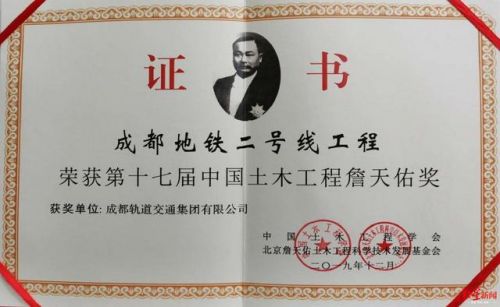 证 书
成都地铁二号线工程
荣获第十七届中国土木工程詹天佑奖
获奖单位:成都轨道交通集团有限公司
中国土木工程学会
北京詹天佑土木工程科学技术发展基金会
二〇一九年十二月
新闻